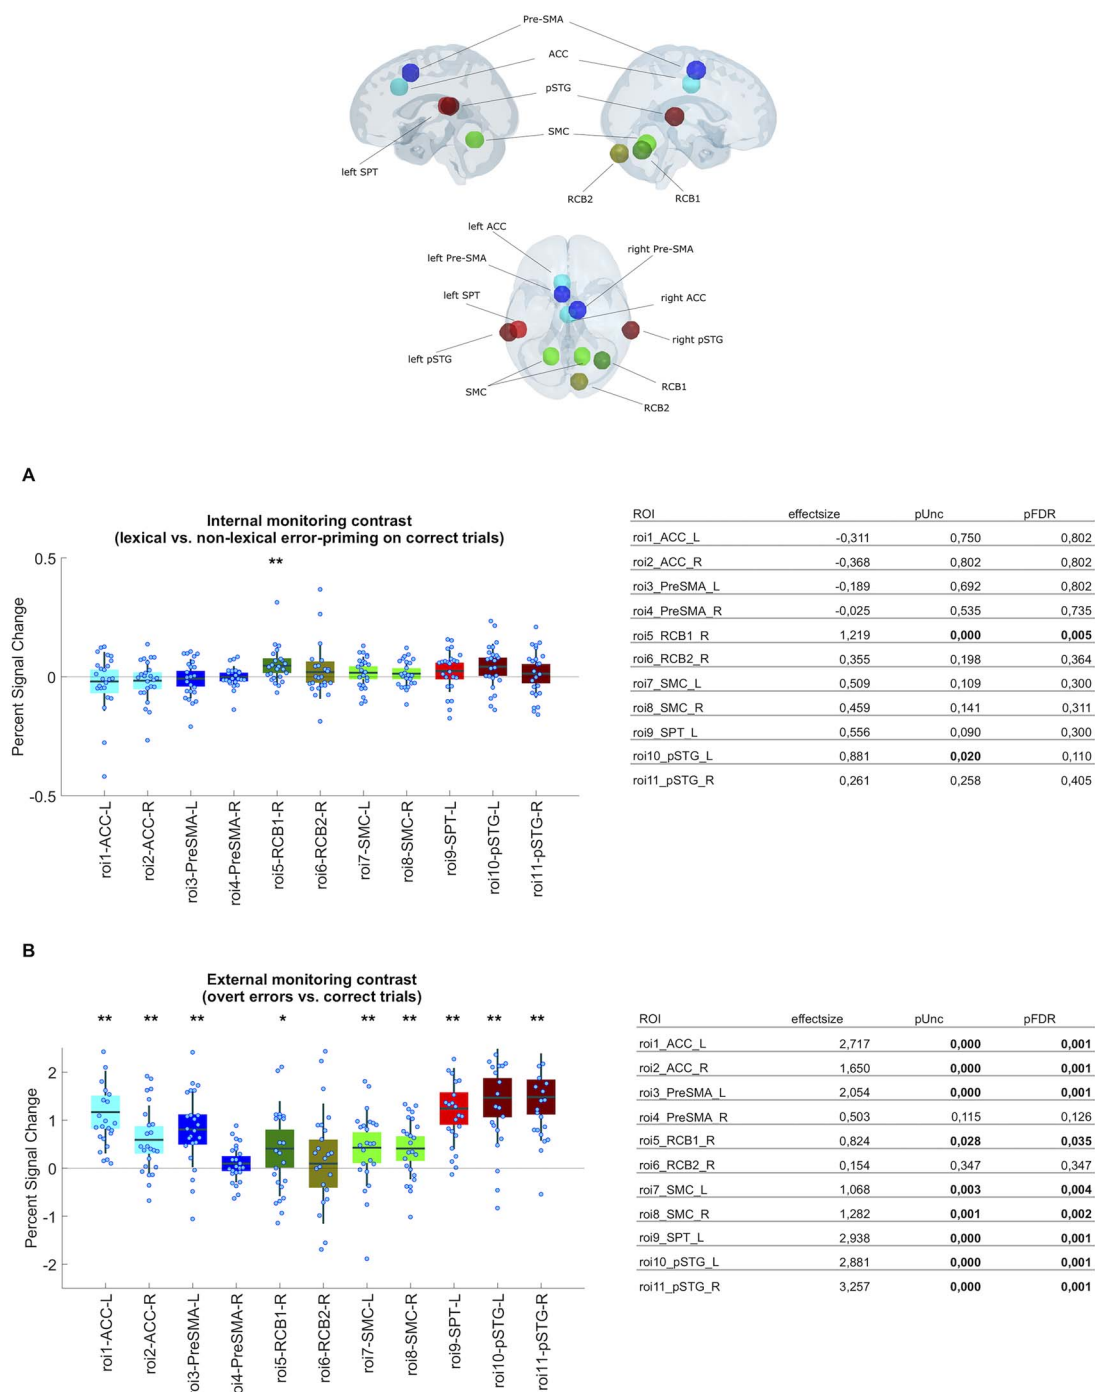 Pre-SMA
ACC
pSTG
SMC
left SPT
RCB2
RCB1
left ACC
left Pre-SMA
right Pre-SMA
left SPT
right ACC
left pSTG
right pSTG
SMC
RCB1
RCB2
A
Internal monitoring contrast
(lexical vs. non-lexical error-priming on correct trials)
**
Percent Signal Change
0.5
0
-0.5
roi1-ACC-L
roi2-ACC-R
roi3-PreSMA-L
roi4-PreSMA-R
roi5-RCB1-R
roi6-RCB2-R
roi7-SMC-L
roi8-SMC-R
roi9-SPT-L
roi10-pSTG-L
roi11-pSTG-R
ROI effectsize pUnc pFDR
roi1_ACC_L -0,311 0,750 0,802
roi2_ACC_R -0,368 0,802 0,802
roi3_PreSMA_L -0,189 0,692 0,802
roi4_PreSMA_R -0,025 0,535 0,735
roi5_RCB1_R 1,219 0,000 0,005
roi6_RCB2_R 0,355 0,198 0,364
roi7_SMC_L 0,509 0,109 0,300
roi8_SMC_R 0,459 0,141 0,311
roi9_SPT_L 0,556 0,090 0,300
roi10_pSTG_L 0,881 0,020 0,110
roi11_pSTG_R 0,261 0,258 0,405
B
External monitoring contrast
(overt errors vs. correct trials)
** ** ** * ** ** ** ** **
Percent Signal Change
2
1
0
-1
-2
roi1-ACC-L
roi2-ACC-R
roi3-PreSMA-L
roi4-PreSMA-R
roi5-RCB1-R
roi6-RCB2-R
roi7-SMC-L
roi8-SMC-R
roi9-SPT-L
roi10-pSTG-L
roi11-pSTG-R
ROI effectsize pUnc pFDR
roi1_ACC_L 2,717 0,000 0,001
roi2_ACC_R 1,650 0,000 0,001
roi3_PreSMA_L 2,054 0,000 0,001
roi4_PreSMA_R 0,503 0,115 0,126
roi5_RCB1_R 0,824 0,028 0,035
roi6_RCB2_R 0,154 0,347 0,347
roi7_SMC_L 1,068 0,003 0,004
roi8_SMC_R 1,282 0,001 0,002
roi9_SPT_L 2,938 0,000 0,001
roi10_pSTG_L 2,881 0,000 0,001
roi11_pSTG_R 3,257 0,000 0,001